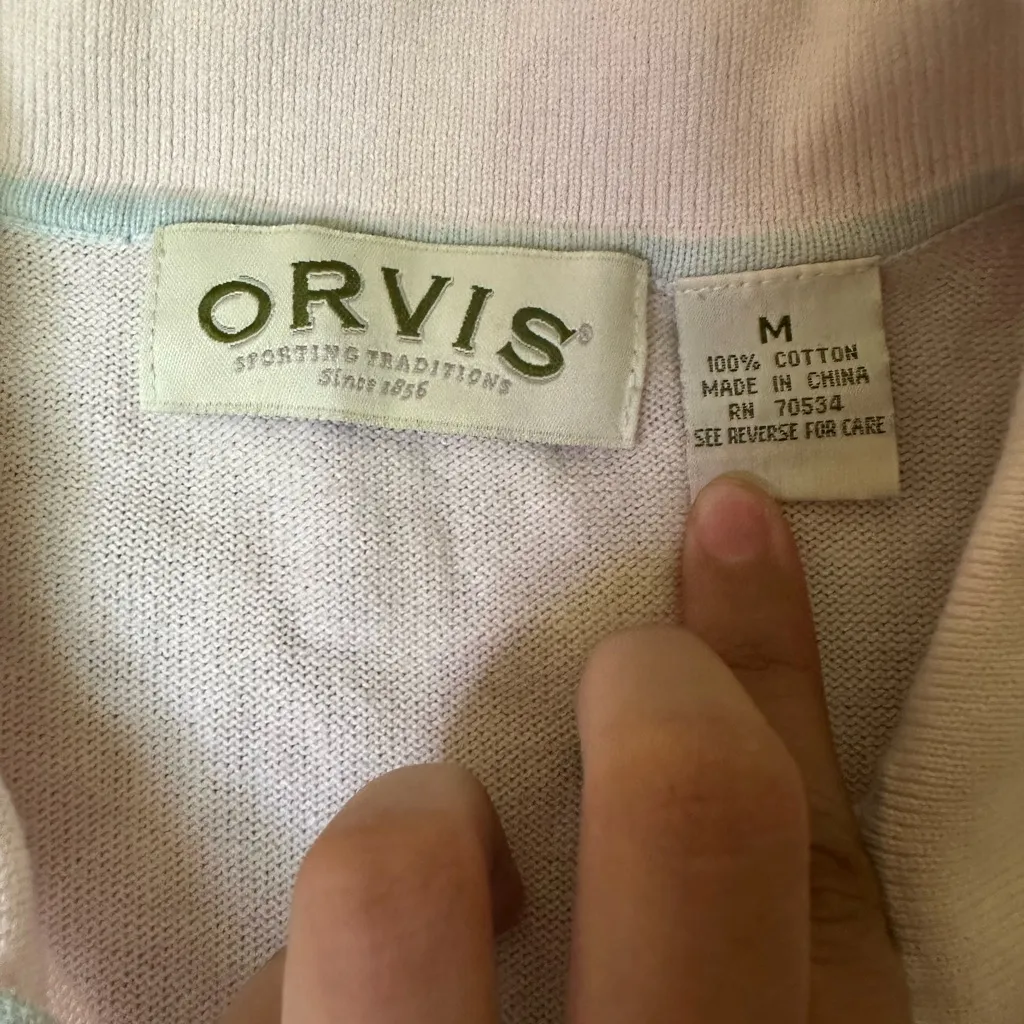 ORVIS®
SPORTING TRADITIONS
Since 1856
M
100% COTTON
MADE IN CHINA
RN 70534
SEE REVERSE FOR CARE